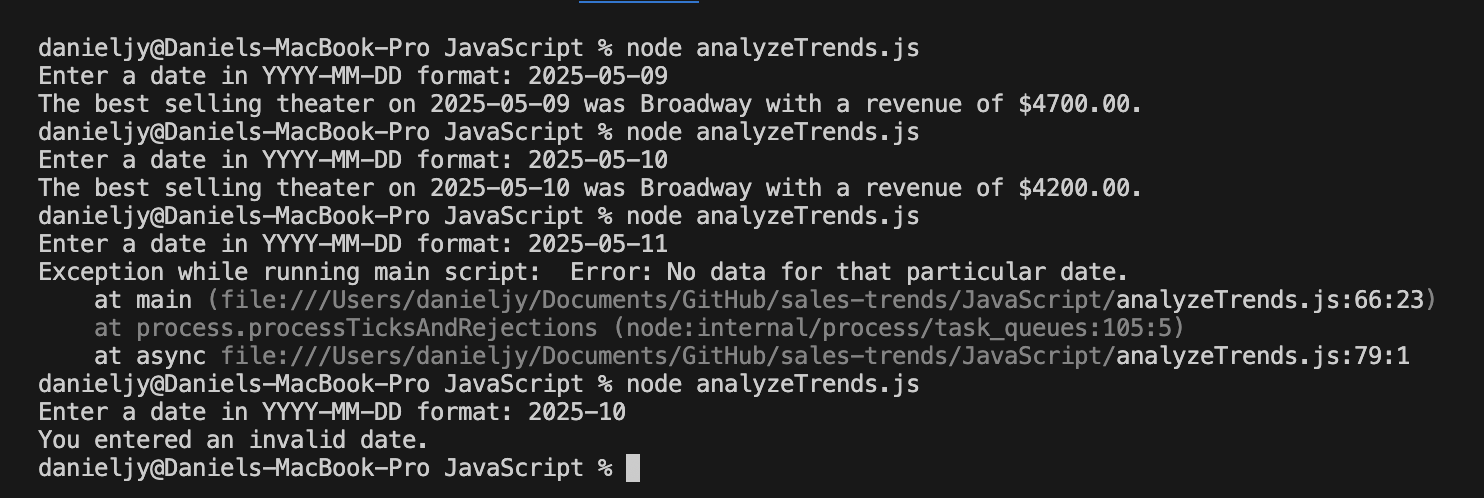 danieljy@Daniels-MacBook-Pro JavaScript % node analyzeTrends.js
Enter a date in YYYY-MM-DD format: 2025-05-09
The best selling theater on 2025-05-09 was Broadway with a revenue of $4700.00.
danieljy@Daniels-MacBook-Pro JavaScript % node analyzeTrends.js
Enter a date in YYYY-MM-DD format: 2025-05-10
The best selling theater on 2025-05-10 was Broadway with a revenue of $4200.00.
danieljy@Daniels-MacBook-Pro JavaScript % node analyzeTrends.js
Enter a date in YYYY-MM-DD format: 2025-05-11
Exception while running main script:  Error: No data for that particular date.
    at main (file:///Users/danieljy/Documents/GitHub/sales-trends/JavaScript/analyzeTrends.js:66:23)
    at process.processTicksAndRejections (node:internal/process/task_queues:105:5)
    at async file:///Users/danieljy/Documents/GitHub/sales-trends/JavaScript/analyzeTrends.js:79:1
danieljy@Daniels-MacBook-Pro JavaScript % node analyzeTrends.js
Enter a date in YYYY-MM-DD format: 2025-10
You entered an invalid date.
danieljy@Daniels-MacBook-Pro JavaScript %